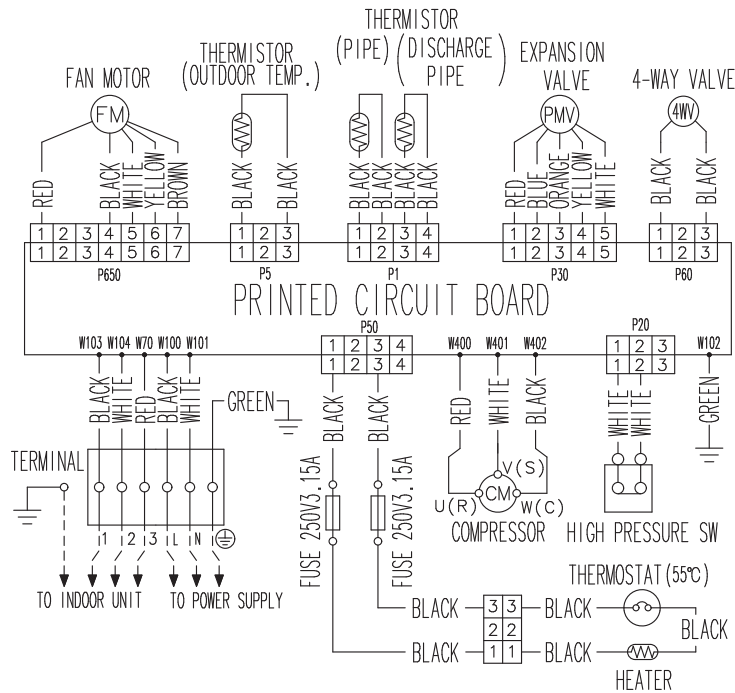 THERMISTOR
THERMISTOR
(PIPE) (DISCHARGE PIPE)
EXPANSION
FAN MOTOR
(OUTDOOR TEMP.)
VALVE
4-WAY VALVE
FM
PMV
4WV
RED BLACK WHITE YELLOW BROWN
BLACK BLACK
BLACK BLACK BLACK BLACK
RED BLUE ORANGE YELLOW WHITE
BLACK BLACK
1 2 3 4 5 6 7
1 2 3 4 5 6 7
1 2 3
1 2 3
1 2 3 4
1 2 3 4
1 2 3 4 5
1 2 3 4 5
1 2 3
1 2 3
P650
P5
P1
P30
P60
PRINTED CIRCUIT BOARD
P50
P20
W103 W104 W70 W100 W101
1 2 3 4
1 2 3 4
W400 W401 W402
1 2 3
1 2 3
W102
BLACK WHITE RED BLACK WHITE
GREEN
BLACK BLACK
RED WHITE BLACK
WHITE WHITE
GREEN
TERMINAL
FUSE 250V3.15A
FUSE 250V3.15A
V(S)
CM
U(R)
W(C)
COMPRESSOR
HIGH PRESSURE SW
1 2 3 L N
TO INDOOR UNIT
TO POWER SUPPLY
THERMOSTAT (55℃)
BLACK 3 3 BLACK
2 2
BLACK
BLACK 1 1 BLACK
HEATER